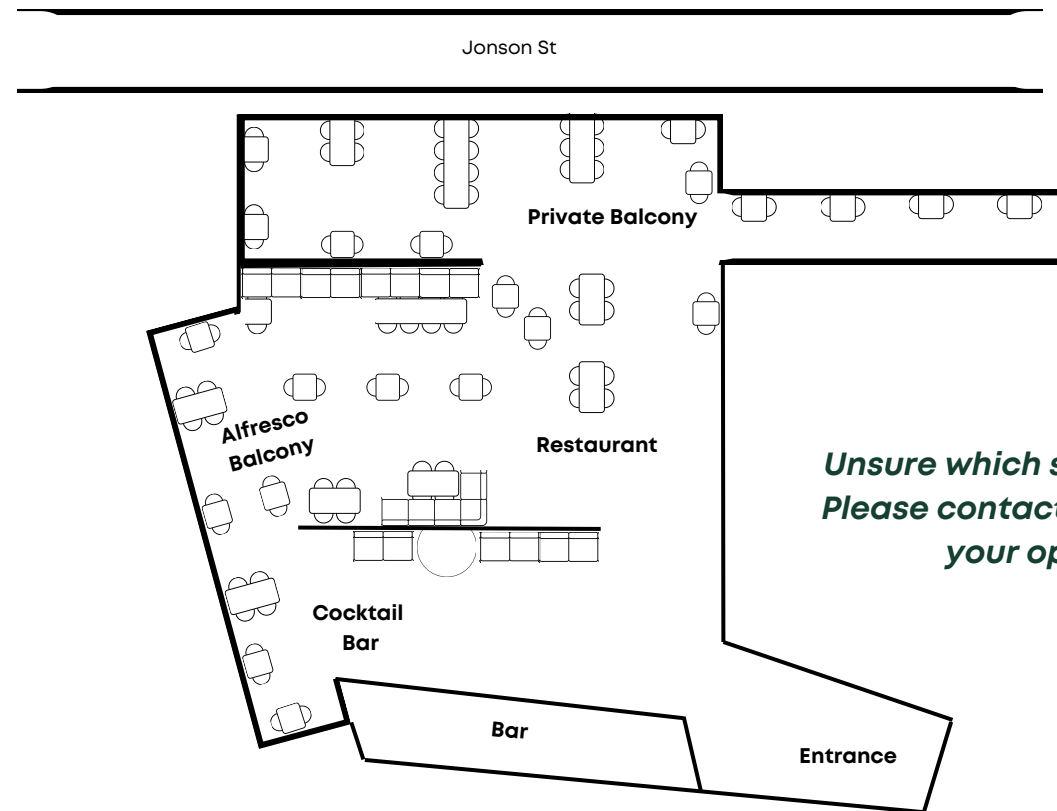 Jonson St
Private Balcony
Alfresco
Balcony
Restaurant
Unsure which s
Please contact
your op
Cocktail
Bar
Bar
Entrance